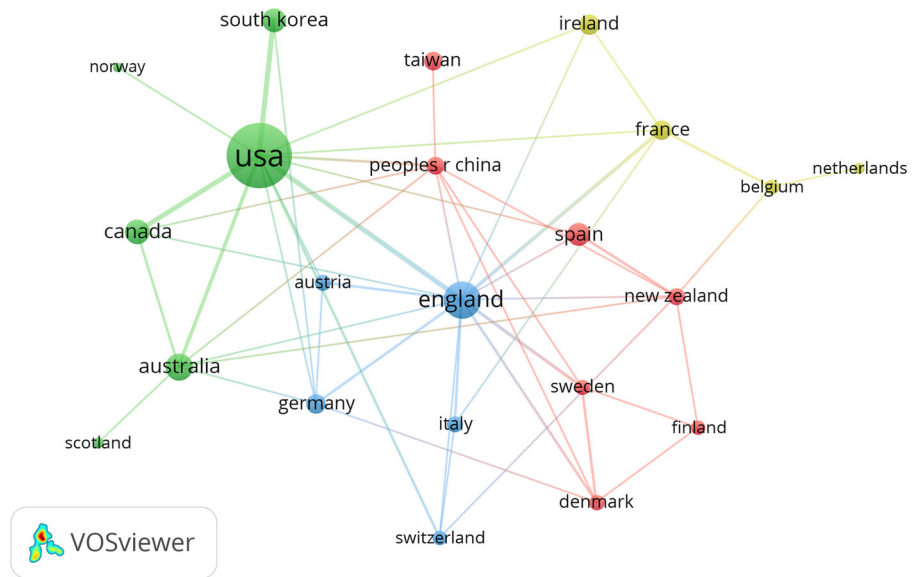 south korea
ireland
norway
taiwan
france
usa
peoples r china
netherlands
belgium
canada
spain
austria
england
new zealand
australia
germany
sweden
italy
finland
scotland
denmark
switzerland
VOSviewer